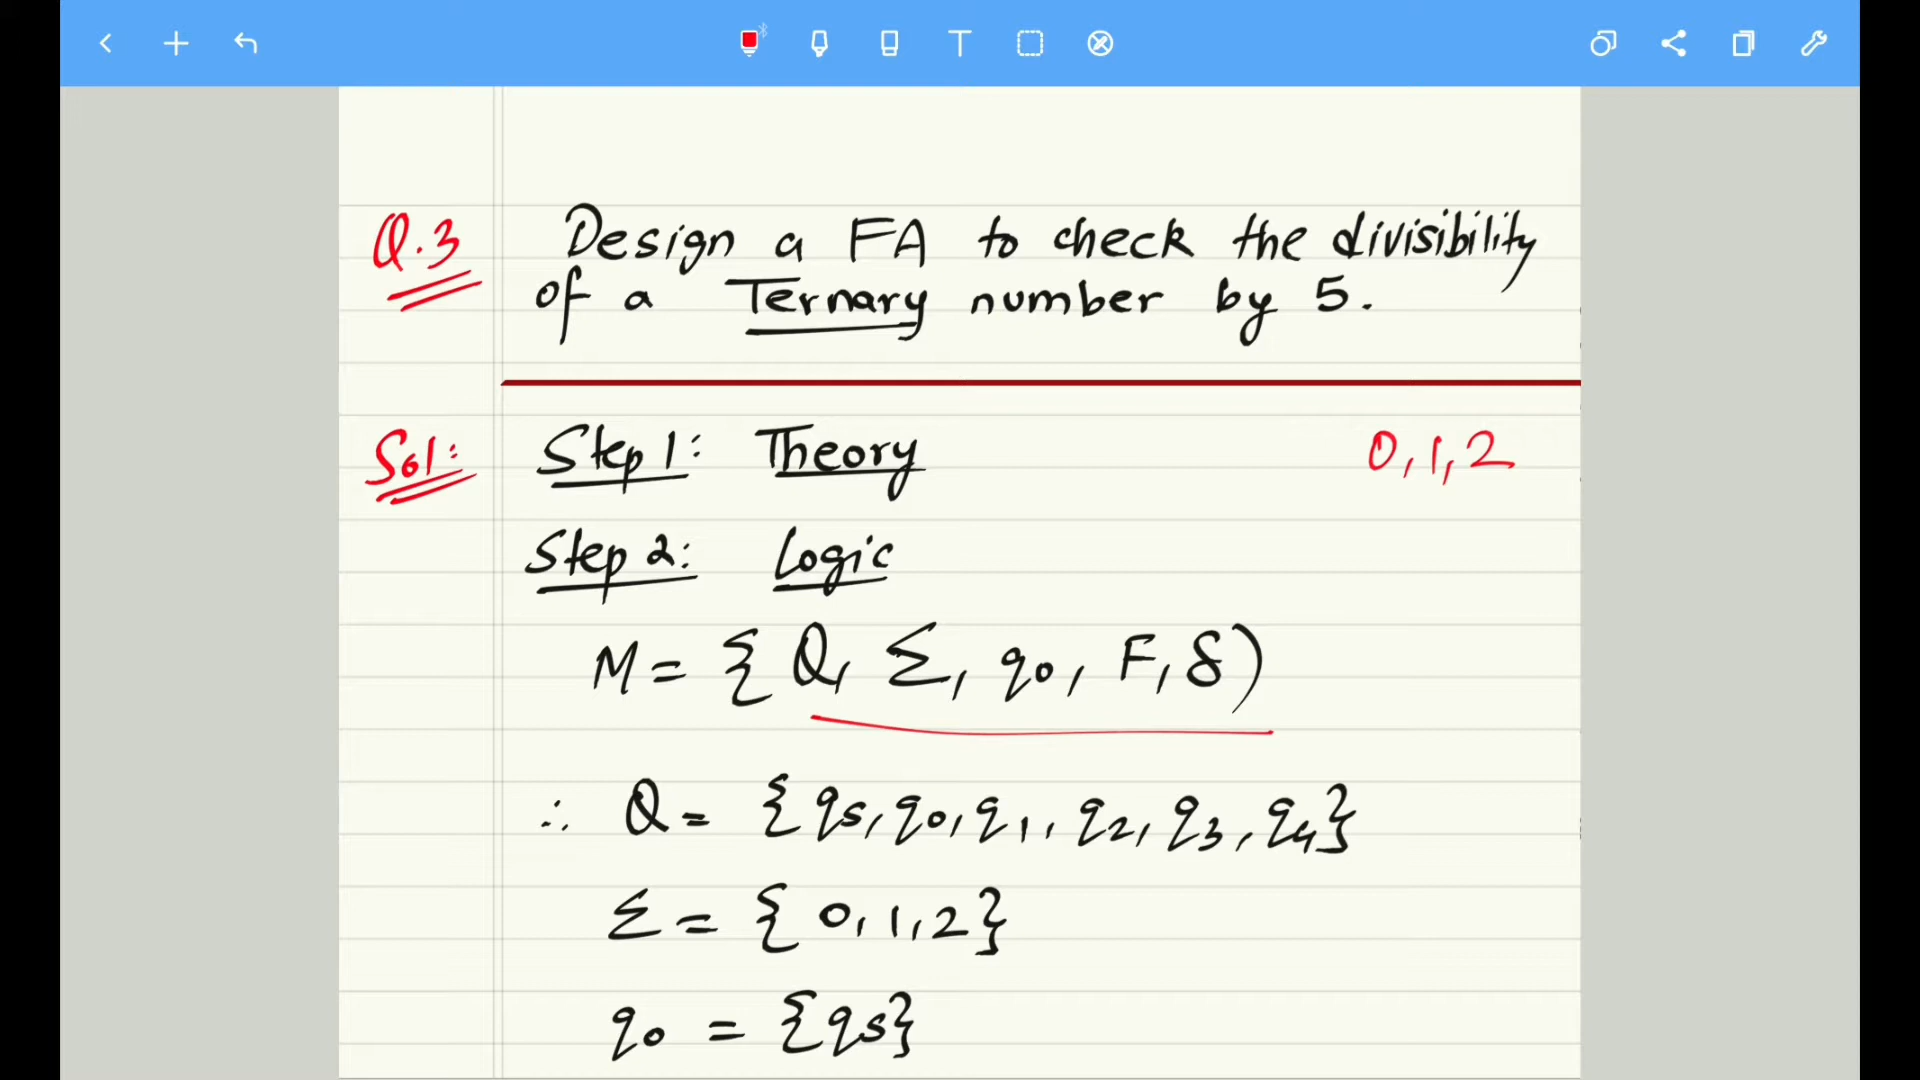 Q.3 Design a FA to check the divisibility
of a Ternary number by 5.
Sol: Step 1: Theory 0,1,2
Step 2: Logic
M = { Q, Σ, q0, F, δ)
∴ Q = {qs, q0, q1, q2, q3, q4}
Σ = { 0, 1, 2}
q0 = {qs}